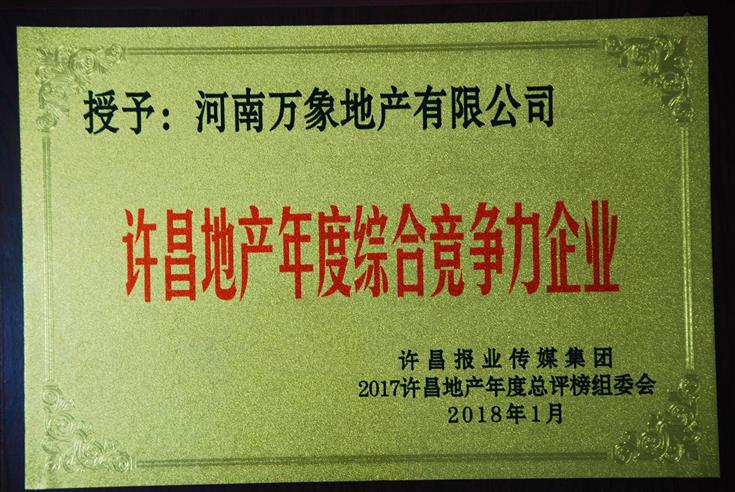 授予：河南万象地产有限公司
许昌地产年度综合竞争力企业
许昌报业传媒集团
2017许昌地产年度总评榜组委会
2018年1月